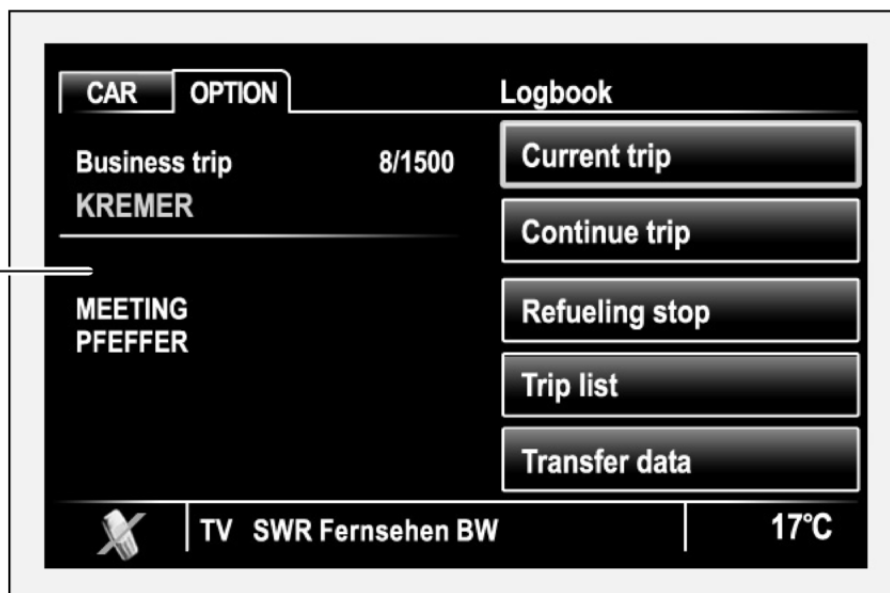 CAR OPTION Logbook
Business trip 8/1500
KREMER
MEETING
PFEFFER
Current trip
Continue trip
Refueling stop
Trip list
Transfer data
TV SWR Fernsehen BW 17°C